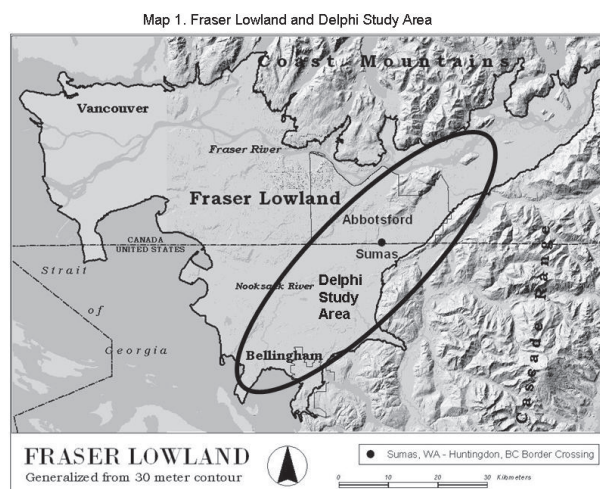 Map 1. Fraser Lowland and Delphi Study Area
Coast Mountains
Vancouver
Fraser River
Fraser Lowland
Abbotsford
CANADA
UNITED STATES
Sumas
Strait
of
Georgia
Nooksack River
Delphi
Study
Area
Bellingham
Cascade Range
FRASER LOWLAND
Generalized from 30 meter contour
Sumas, WA - Huntingdon, BC Border Crossing
0 10 20 30 Kilometers